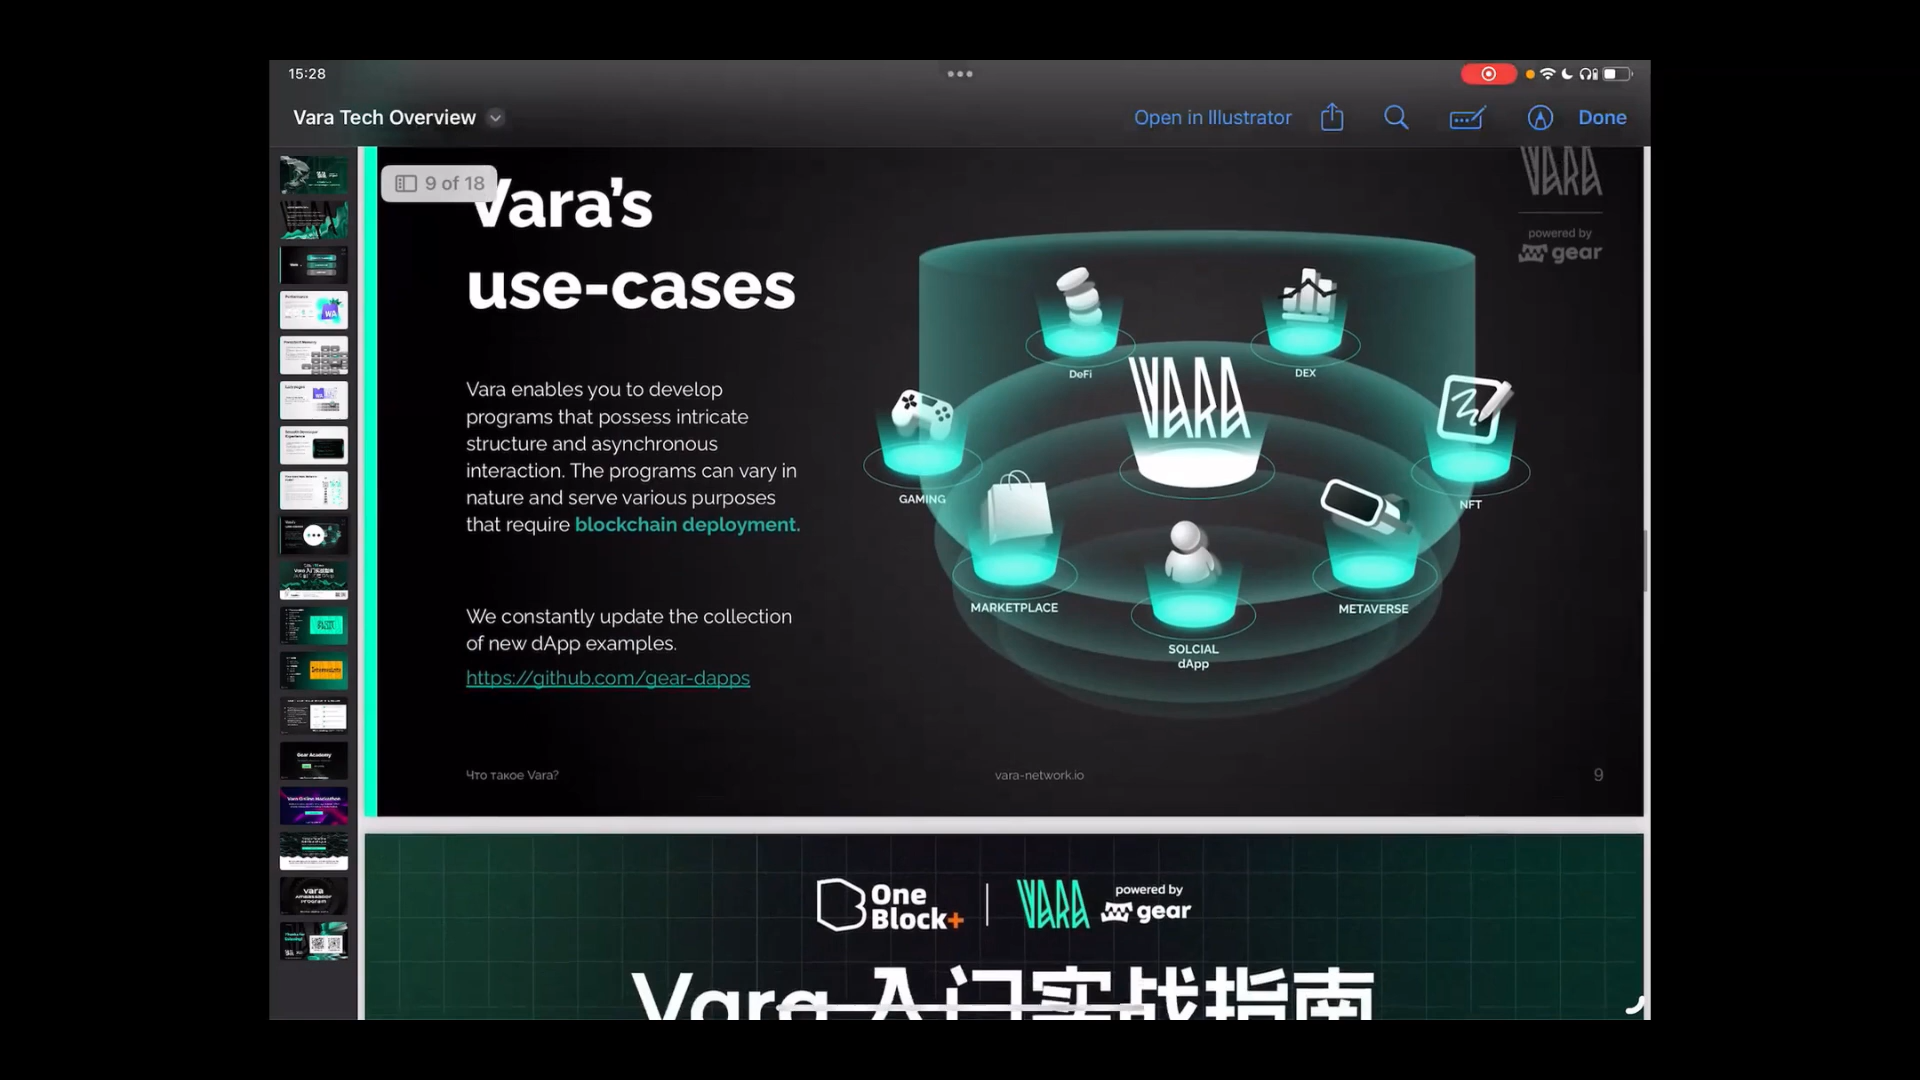 15:28
Vara Tech Overview
Open in Illustrator
Done
9 of 18
Vara's
use-cases
Vara enables you to develop
programs that possess intricate
structure and asynchronous
interaction. The programs can vary in
nature and serve various purposes
that require blockchain deployment.
We constantly update the collection
of new dApp examples.
https://github.com/gear-dapps
VARA
powered by
gear
DeFi
DEX
VARA
GAMING
NFT
MARKETPLACE
SOLCIAL
dApp
METAVERSE
Что такое Vara?
vara-network.io
9
One
Block+
VARA
powered by
gear
Vara 入门实战指南